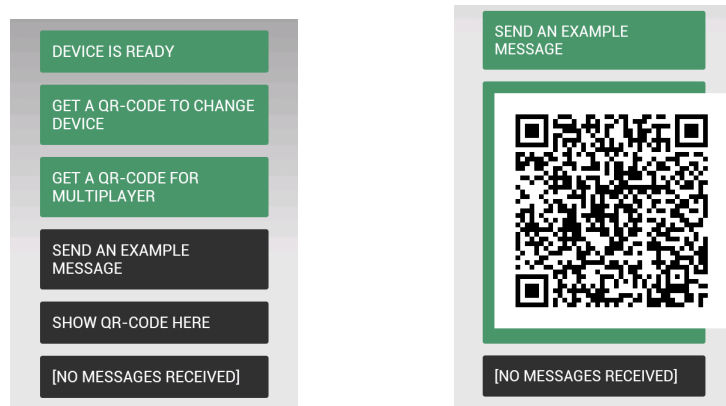 DEVICE IS READY
GET A QR-CODE TO CHANGE
DEVICE
GET A QR-CODE FOR
MULTIPLAYER
SEND AN EXAMPLE
MESSAGE
SHOW QR-CODE HERE
[NO MESSAGES RECEIVED]
SEND AN EXAMPLE
MESSAGE
[NO MESSAGES RECEIVED]